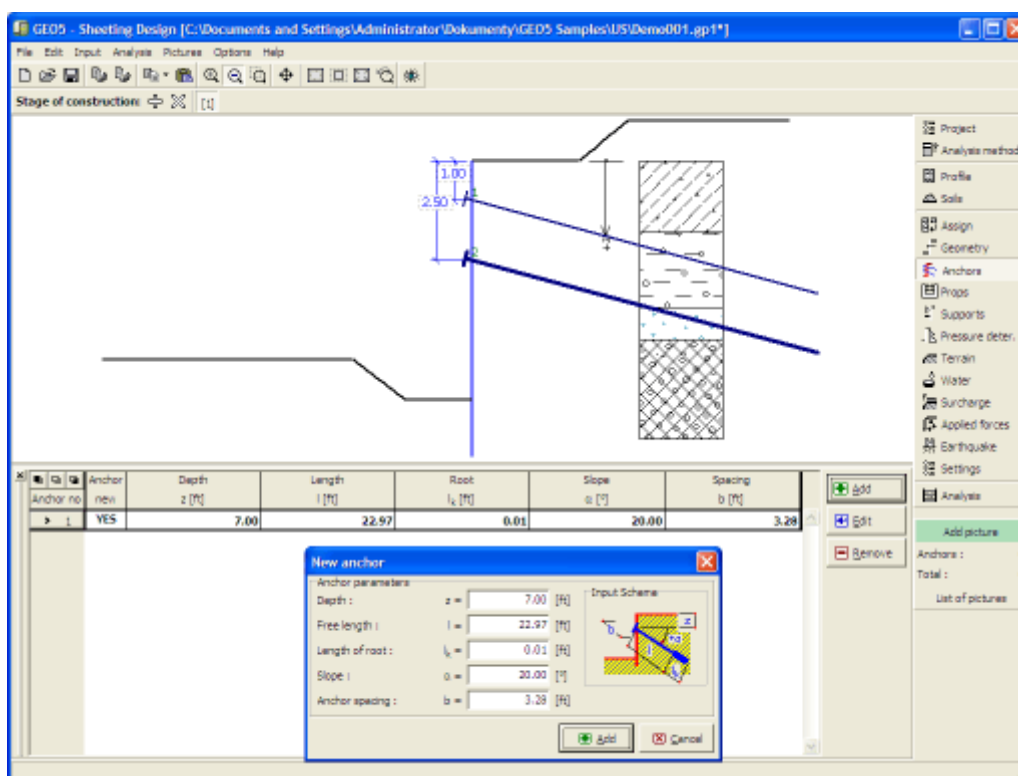 GEO5 - Sheeting Design [C:\Documents and Settings\Administrator\Dokumenty\GEO5 Samples\US\Demo001.gp1*]
File Edit Input Analysis Pictures Options Help
Stage of construction: [1]
1.00
2.50
1
2
Project
Analysis method
Profile
Soils
Assign
Geometry
Anchors
Props
Supports
Pressure deter.
Terrain
Water
Surcharge
Applied forces
Earthquake
Settings
Analysis
Add picture
Anchors :
Total :
List of pictures
Anchor Depth Length Root Slope Spacing
Anchor no new z [ft] l [ft] lk [ft] α [°] b [ft]
> 1 YES 7.00 22.97 0.01 20.00 3.28
Add
Edit
Remove
New anchor
Anchor parameters
Depth : z = 7.00 [ft]
Free length : l = 22.97 [ft]
Length of root : lk = 0.01 [ft]
Slope : α = 20.00 [°]
Anchor spacing : b = 3.28 [ft]
Input Scheme
b
z
+α
l
lk
Add Cancel